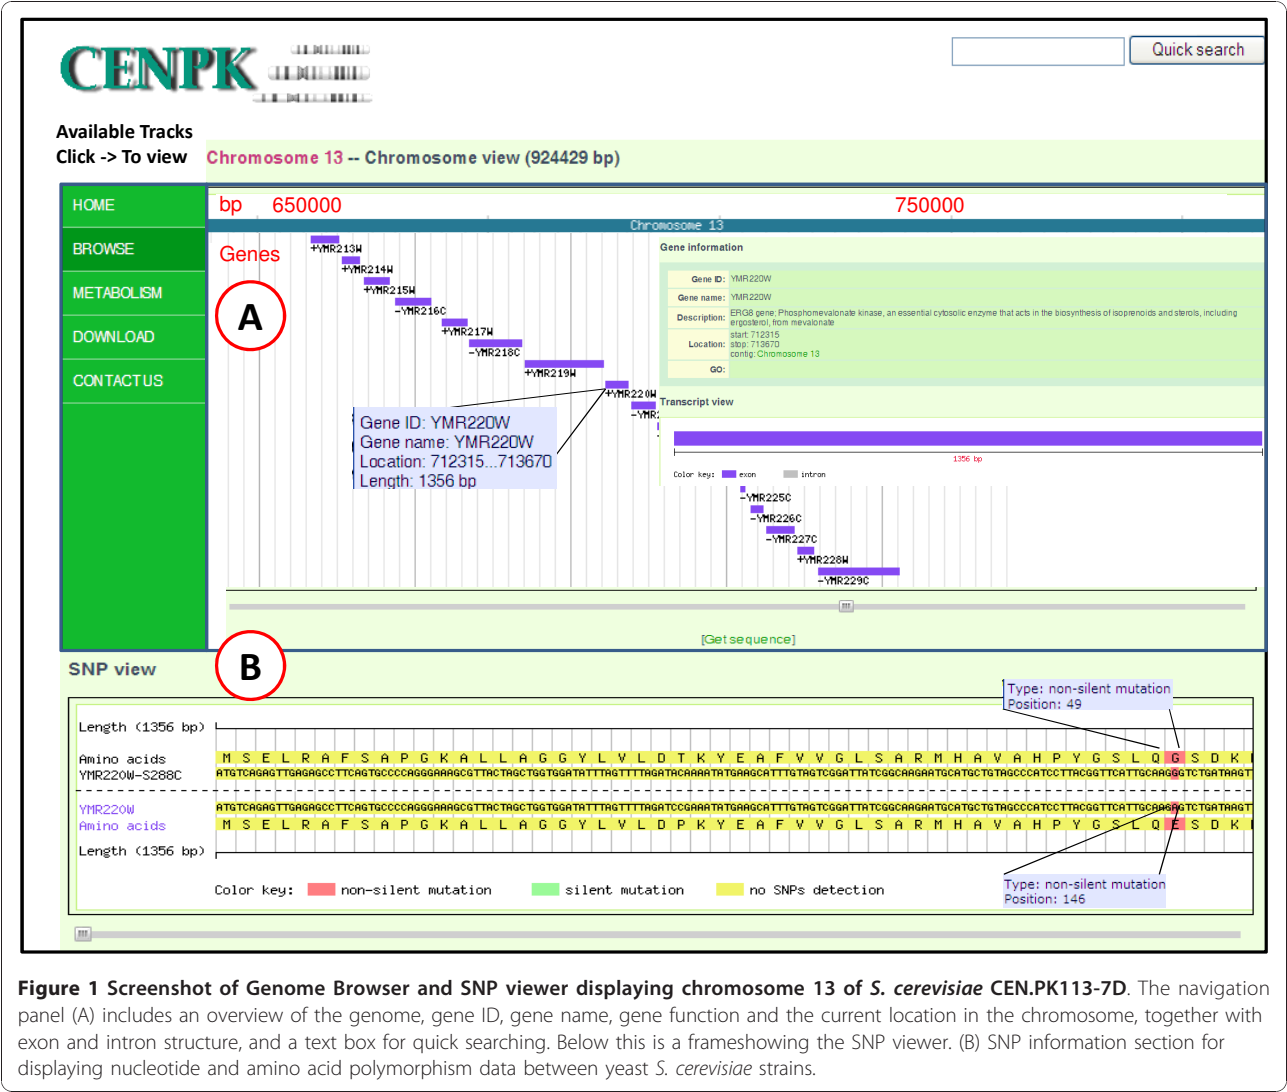 CENPK
Quick search
Available Tracks
Click -> To view
Chromosome 13 -- Chromosome view (924429 bp)
HOME
BROWSE
METABOLISM
DOWNLOAD
CONTACT US
bp 650000 750000
Chromosome 13
Genes
A
+YMR213W
+YMR214W
+YMR215W
-YMR216C
+YMR217W
-YMR218C
+YMR219W
+YMR220W
-YMR
Gene ID: YMR220W
Gene name: YMR220W
Location: 712315...713670
Length: 1356 bp
Gene information
Gene ID: YMR220W
Gene name: YMR220W
Description: ERG8 gene; Phosphomevalonate kinase, an essential cytosolic enzyme that acts in the biosynthesis of isoprenoids and sterols, including
ergosterol, from mevalonate
Location: start: 712315
stop: 713670
contig: Chromosome 13
GO:
Transcript view
1356 bp
Color key: exon intron
-YMR225C
-YMR226C
-YMR227C
+YMR228W
-YMR229C
[Get sequence]
B
SNP view
Type: non-silent mutation
Position: 49
Length (1356 bp)
Amino acids M S E L R A F S A P G K A L L A G G Y L V L D T K Y E A F V V G L S A R M H A V A H P Y G S L Q G S D K
YMR220W-S288C ATGTCAGAGTTGAGAGCCTTCAGTGCCCCAGGGAAAGCGTTACTAGCTGGTGGATATTTAGTTTTAGATACAAAATATGAAGCATTTGTAGTCGGATTATCGGCAAGAATGCATGCTGTAGCCCATCCTTACGGTTCATTGCAAGGGTCTGATAAGT
YMR220W ATGTCAGAGTTGAGAGCCTTCAGTGCCCCAGGGAAAGCGTTACTAGCTGGTGGATATTTAGTTTTAGATCCGAAATATGAAGCATTTGTAGTCGGATTATCGGCAAGAATGCATGCTGTAGCCCATCCTTACGGTTCATTGCAAGAGTCTGATAAGT
Amino acids M S E L R A F S A P G K A L L A G G Y L V L D P K Y E A F V V G L S A R M H A V A H P Y G S L Q E S D K
Length (1356 bp)
Color key: non-silent mutation silent mutation no SNPs detection
Type: non-silent mutation
Position: 146
Figure 1 Screenshot of Genome Browser and SNP viewer displaying chromosome 13 of S. cerevisiae CEN.PK113-7D. The navigation
panel (A) includes an overview of the genome, gene ID, gene name, gene function and the current location in the chromosome, together with
exon and intron structure, and a text box for quick searching. Below this is a frameshowing the SNP viewer. (B) SNP information section for
displaying nucleotide and amino acid polymorphism data between yeast S. cerevisiae strains.